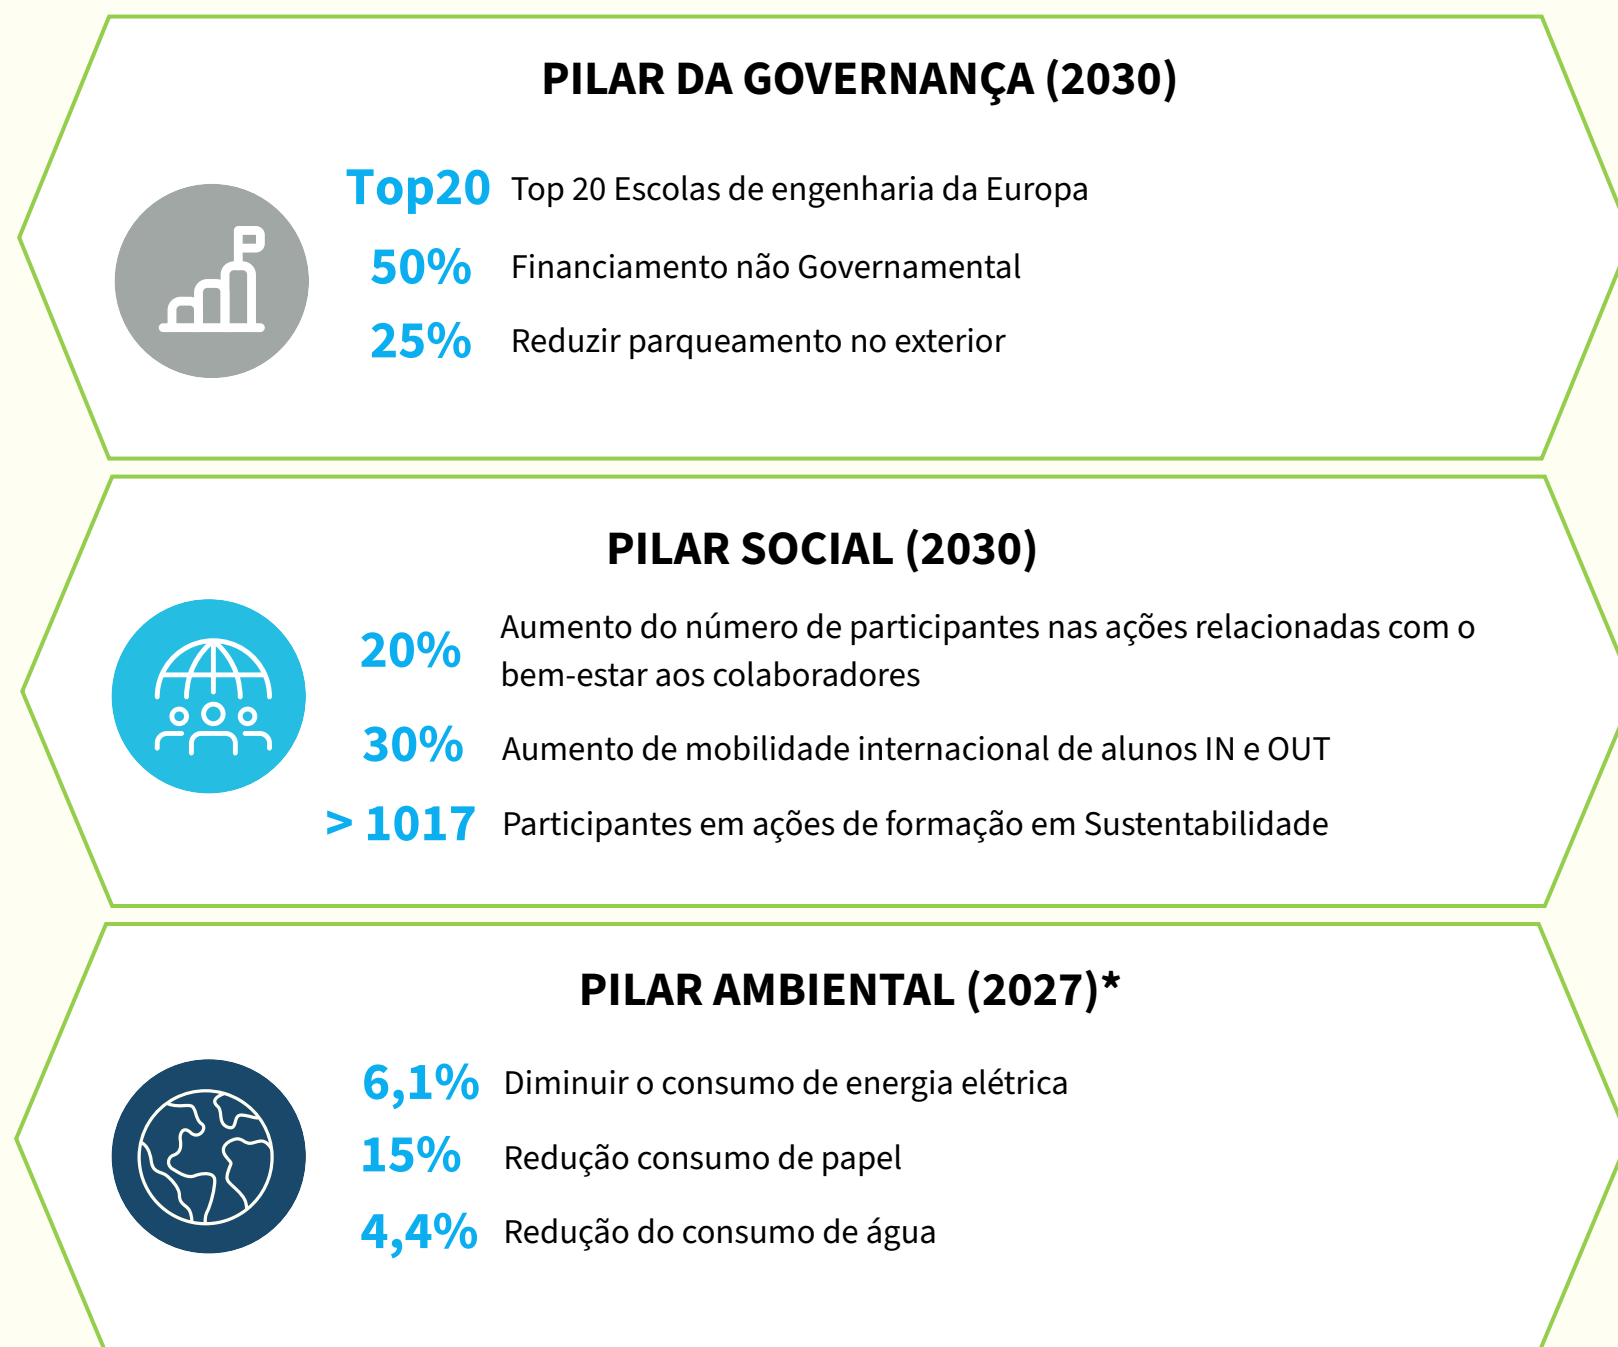 PILAR DA GOVERNANÇA (2030)
Top20 Top 20 Escolas de engenharia da Europa
50% Financiamento não Governamental
25% Reduzir parqueamento no exterior
PILAR SOCIAL (2030)
20% Aumento do número de participantes nas ações relacionadas com o
bem-estar aos colaboradores
30% Aumento de mobilidade internacional de alunos IN e OUT
> 1017 Participantes em ações de formação em Sustentabilidade
PILAR AMBIENTAL (2027)*
6,1% Diminuir o consumo de energia elétrica
15% Redução consumo de papel
4,4% Redução do consumo de água